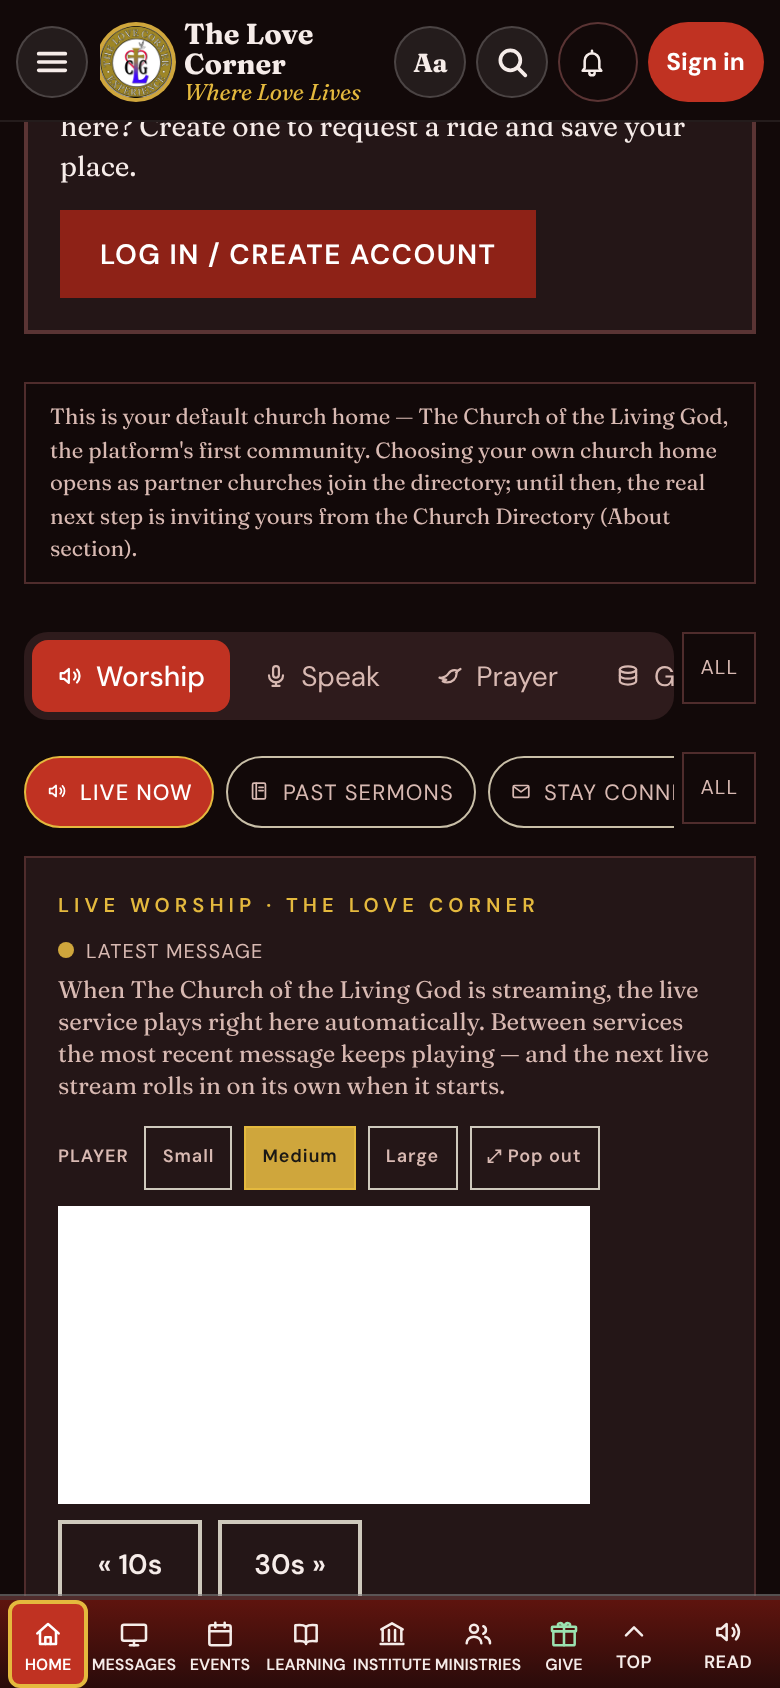 The Love
Corner
Where Love Lives
Aa
Sign in
here? Create one to request a ride and save your
place.
LOG IN / CREATE ACCOUNT
This is your default church home — The Church of the Living God,
the platform's first community. Choosing your own church home
opens as partner churches join the directory; until then, the real
next step is inviting yours from the Church Directory (About
section).
Worship Speak Prayer G ALL
LIVE NOW PAST SERMONS STAY CONN ALL
LIVE WORSHIP · THE LOVE CORNER
LATEST MESSAGE
When The Church of the Living God is streaming, the live
service plays right here automatically. Between services
the most recent message keeps playing — and the next live
stream rolls in on its own when it starts.
PLAYER Small Medium Large ⤢ Pop out
« 10s 30s »
HOME MESSAGES EVENTS LEARNING INSTITUTE MINISTRIES GIVE TOP READ